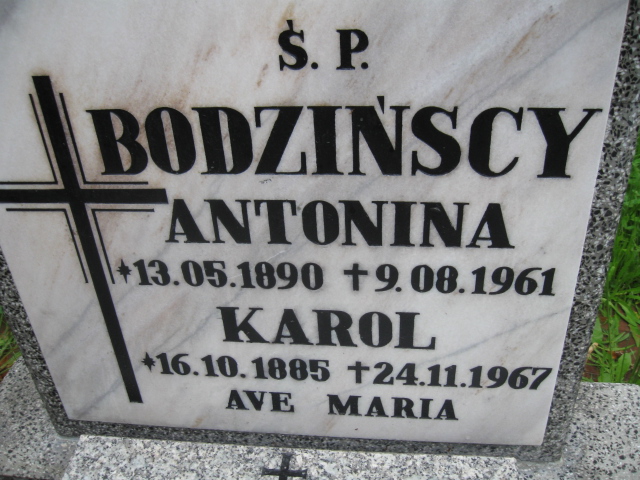 Ś. P.
BODZIŃSCY
ANTONINA
*13.05.1890 †9.08.1961
KAROL
*16.10.1885 †24.11.1967
AVE MARIA